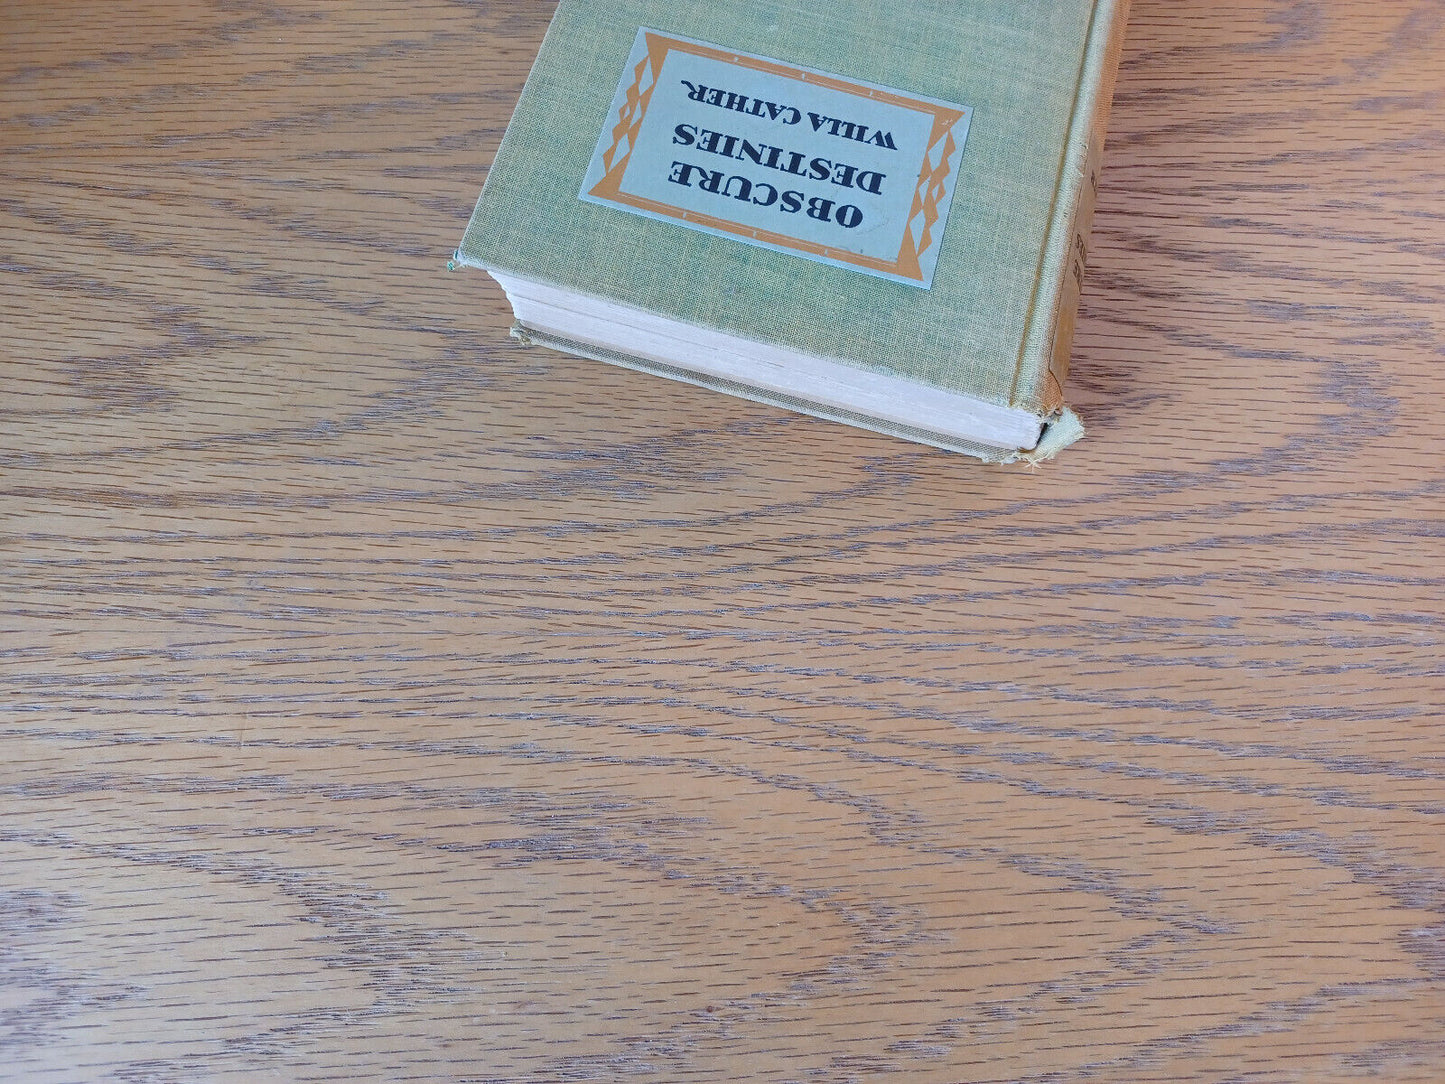 OBSCURE
DESTINIES
WILLA CATHER